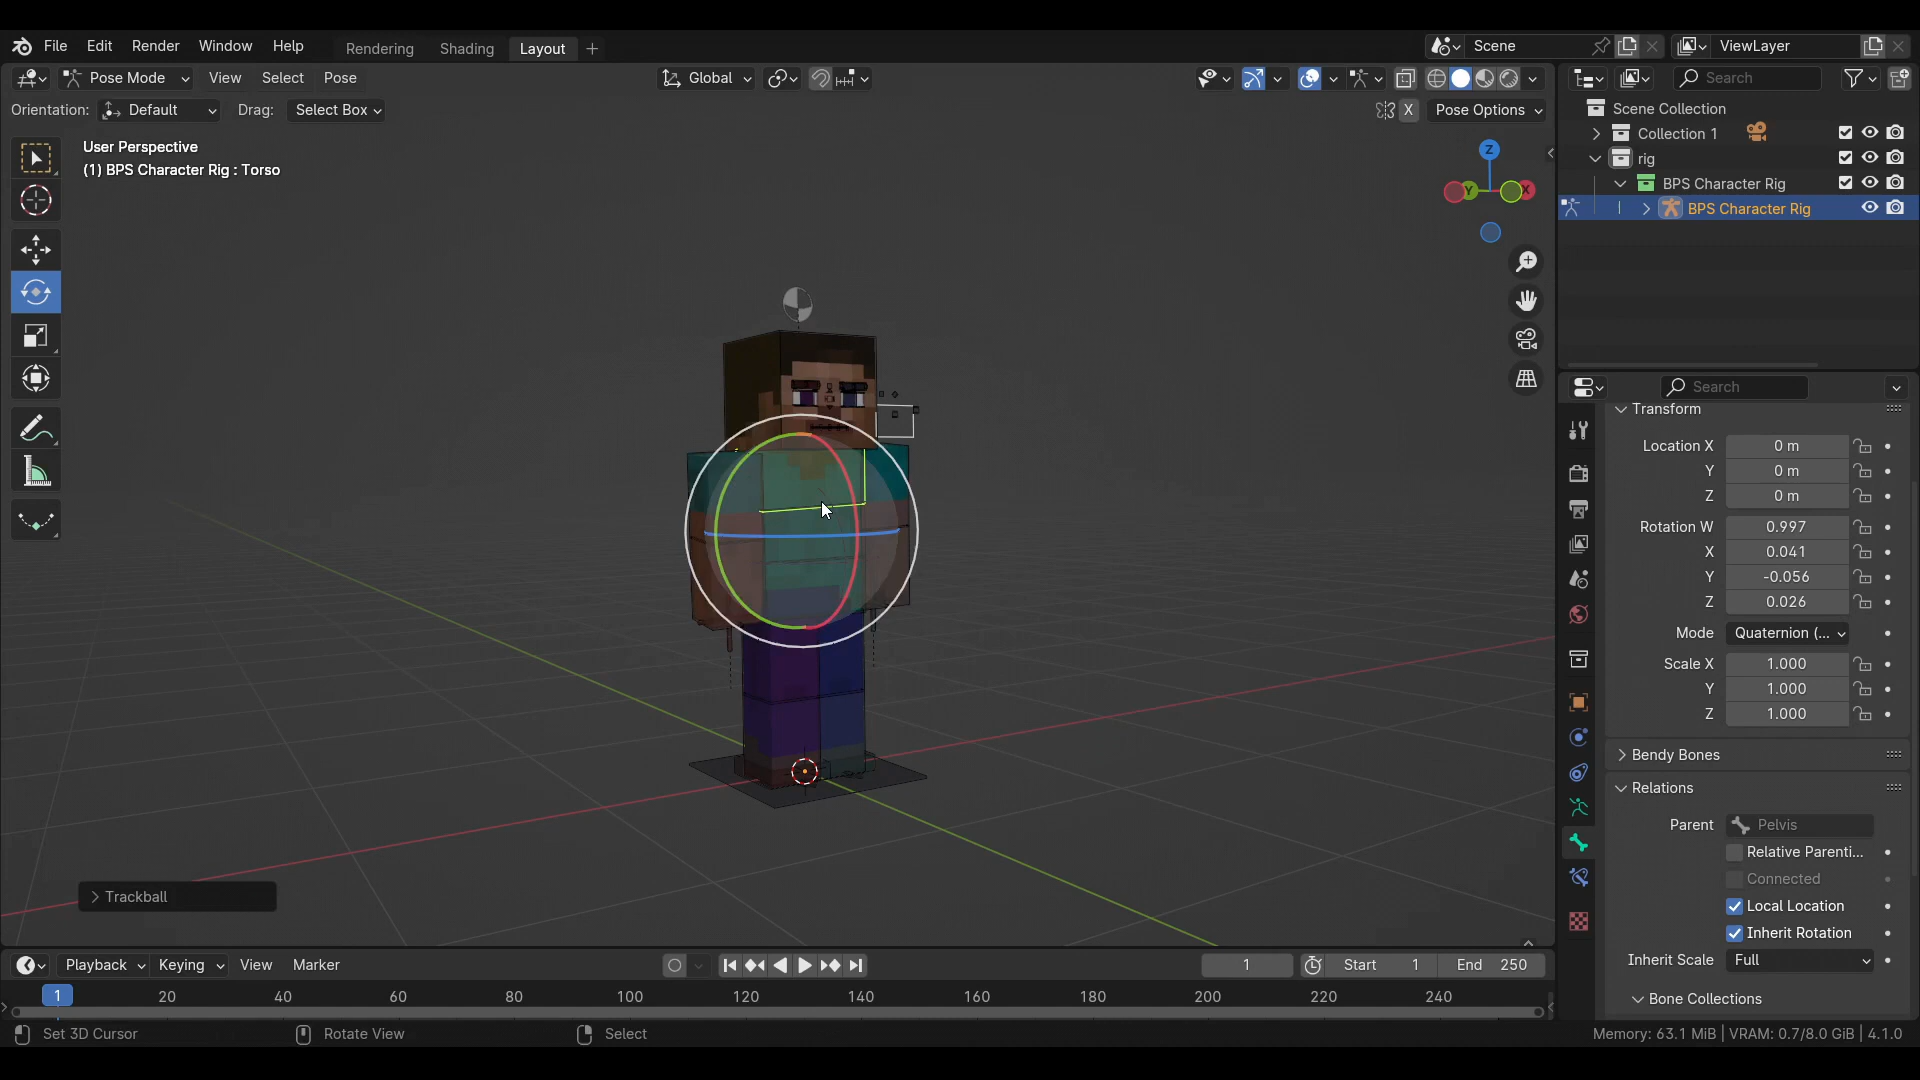 File Edit Render Window Help Rendering Shading Layout Scene ViewLayer
Pose Mode View Select Pose Global Search
Orientation: Default Drag: Select Box X Pose Options
User Perspective
(1) BPS Character Rig : Torso
Z
Y
X
Scene Collection
Collection 1
rig
BPS Character Rig
BPS Character Rig
Search
Transform
Location X 0 m
Y 0 m
Z 0 m
Rotation W 0.997
X 0.041
Y -0.056
Z 0.026
Mode Quaternion (...
Scale X 1.000
Y 1.000
Z 1.000
Bendy Bones
Relations
Parent Pelvis
Relative Parenti...
Connected
Local Location
Inherit Rotation
Inherit Scale Full
Bone Collections
Trackball
Playback Keying View Marker 1 Start 1 End 250
1 20 40 60 80 100 120 140 160 180 200 220 240
Set 3D Cursor Rotate View Select Memory: 63.1 MiB | VRAM: 0.7/8.0 GiB | 4.1.0